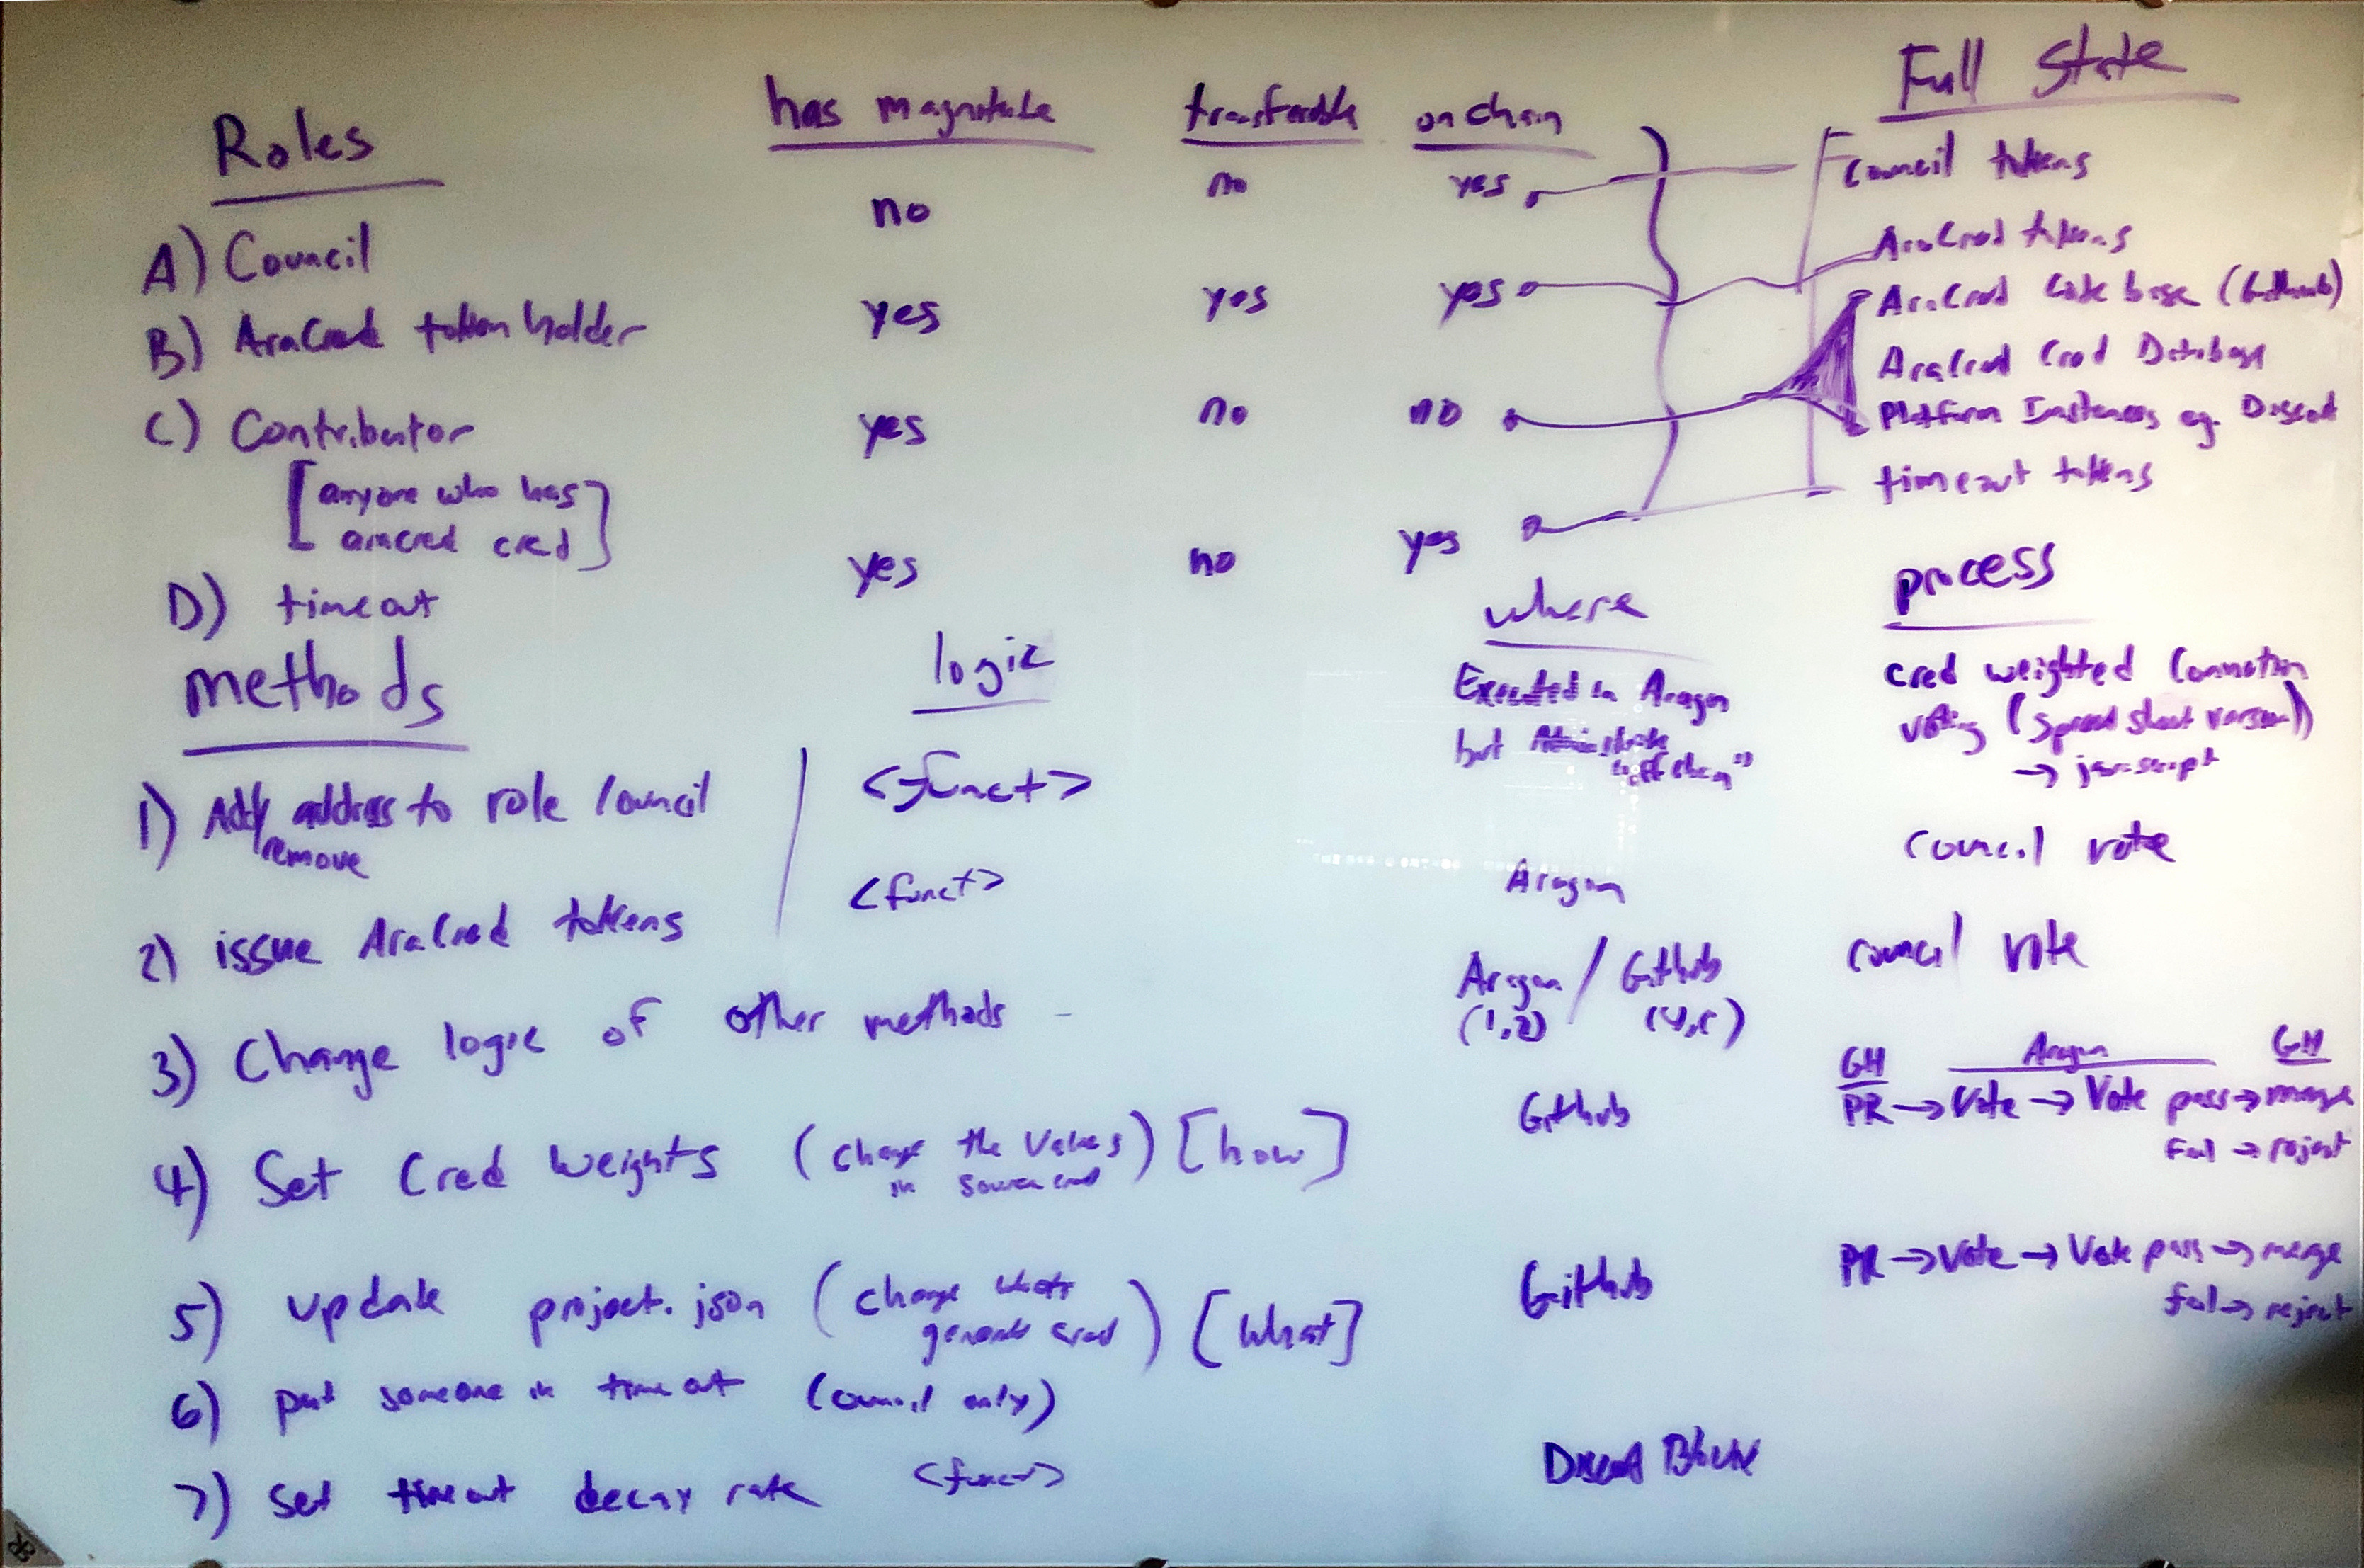 Roles has magnitude transferable on chain Full State
A) Council no no yes Council tokens
B) AraCred token holder yes yes yes AraCred tokens
AraCred code base (Github)
AraCred Cred Database
C) Contributor yes no no Platform Instances eg. Discord
[anyone who has
aracred cred]
D) timeout yes no yes timeout tokens
methods logic where process
1) Add/remove address to role Council <funct> Executed in Aragon
but "off chain"
cred weighted
voting (Spread sheet version)
→ javascript
2) issue AraCred tokens <funct> Aragon Council vote
3) Change logic of other methods Aragon / Github council vote
(1,2)
4) Set Cred Weights (change the values
in sourcecred) [how] Github
GH Aragon GH
PR → Vote → Vote pass → merge
fail → reject
5) update project.json (change whats
generate cred) [What] GitHub
PR → Vote → Vote pass → merge
fail → reject
6) put someone in time out (council only)
7) set timeout decay rate <funct> Discord